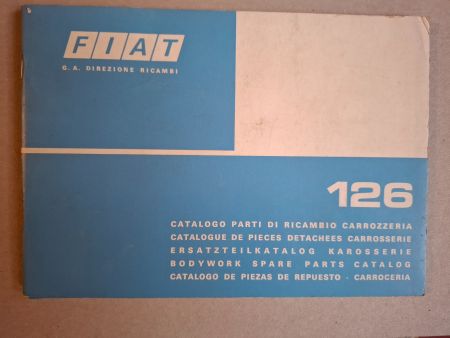 FIAT
G. A. DIREZIONE RICAMBI
126
CATALOGO PARTI DI RICAMBIO CARROZZERIA
CATALOGUE DE PIECES DETACHEES CARROSSERIE
ERSATZTEILKATALOG KAROSSERIE
BODYWORK SPARE PARTS CATALOG
CATALOGO DE PIEZAS DE REPUESTO - CARROCERIA